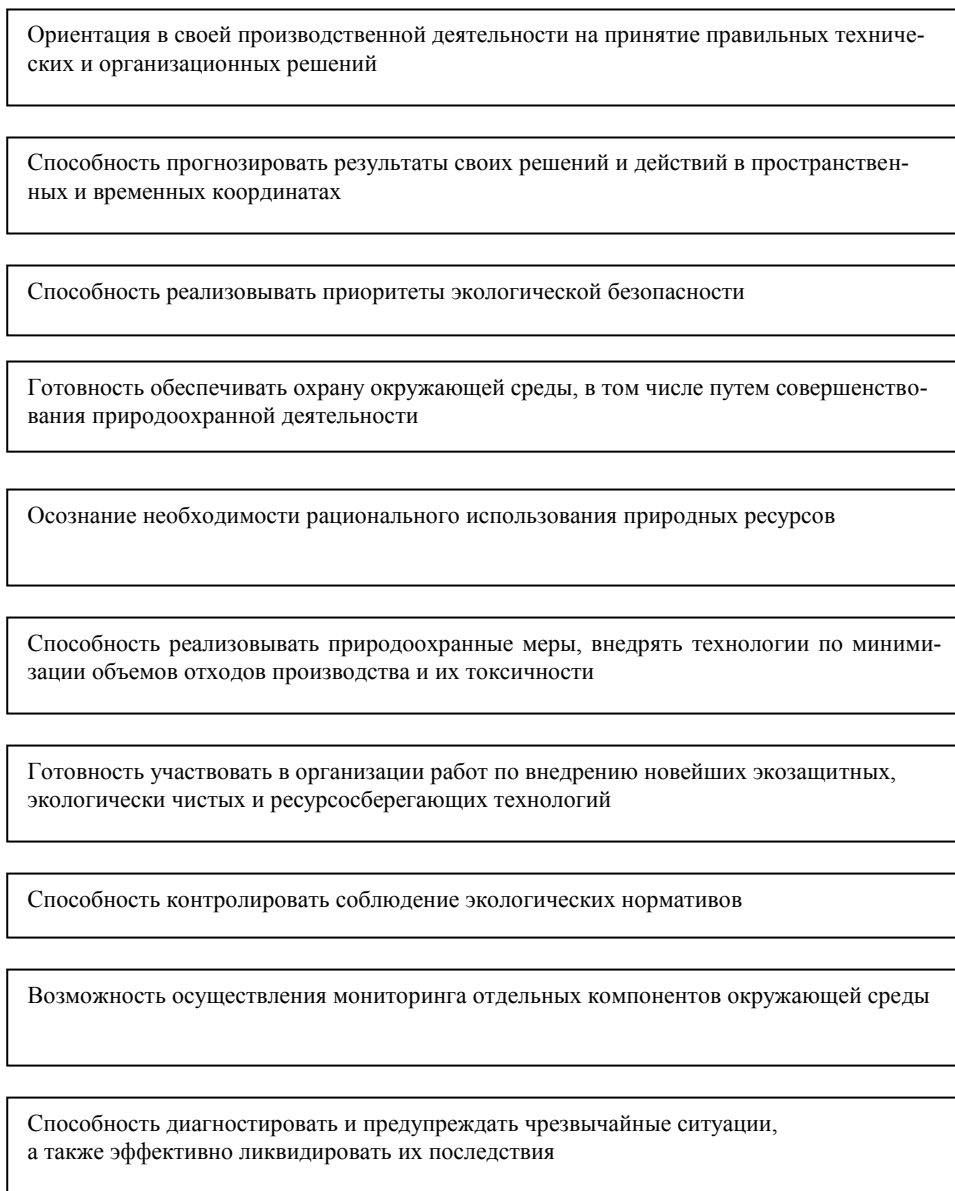 Ориентация в своей производственной деятельности на принятие правильных техниче-
ских и организационных решений
Способность прогнозировать результаты своих решений и действий в пространствен-
ных и временных координатах
Способность реализовывать приоритеты экологической безопасности
Готовность обеспечивать охрану окружающей среды, в том числе путем совершенство-
вания природоохранной деятельности
Осознание необходимости рационального использования природных ресурсов
Способность реализовывать природоохранные меры, внедрять технологии по миними-
зации объемов отходов производства и их токсичности
Готовность участвовать в организации работ по внедрению новейших экозащитных,
экологически чистых и ресурсосберегающих технологий
Способность контролировать соблюдение экологических нормативов
Возможность осуществления мониторинга отдельных компонентов окружающей среды
Способность диагностировать и предупреждать чрезвычайные ситуации,
а также эффективно ликвидировать их последствия